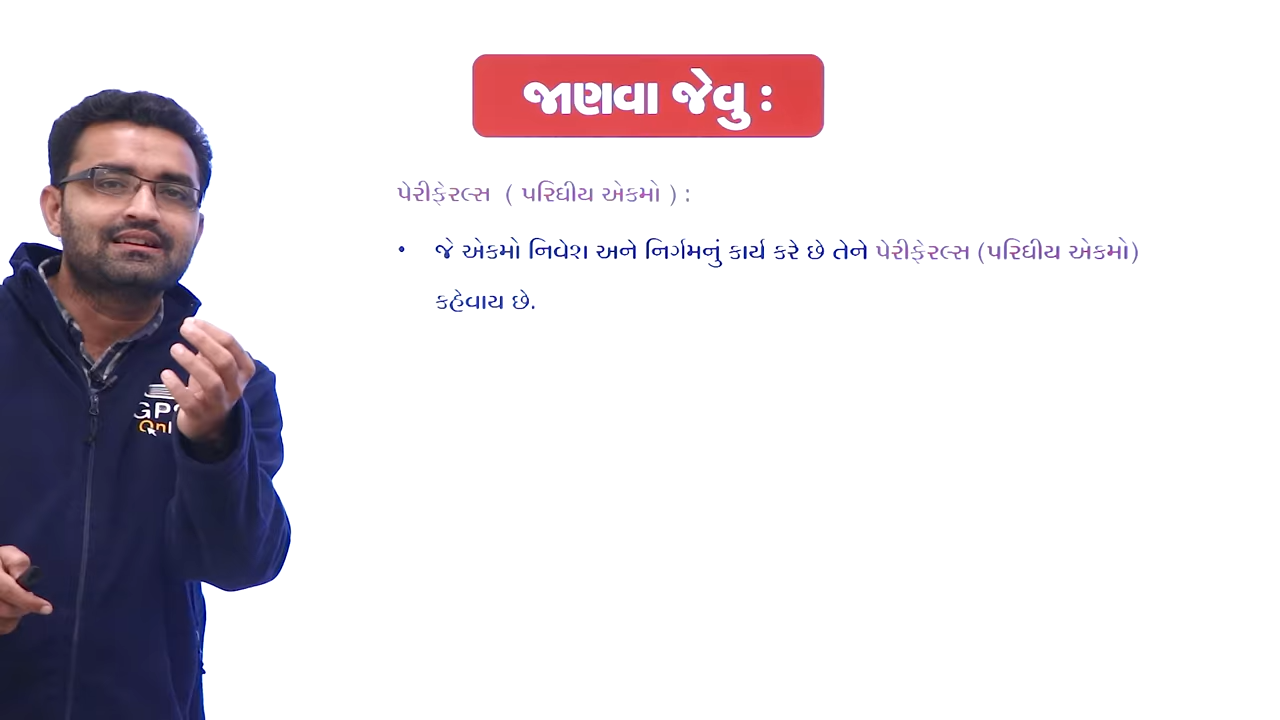 જાણવા જેવુ :
પેરીફેરલ્સ ( પરિઘીય એકમો ) :
• જે એકમો નિવેશ અને નિર્ગમનું કાર્ય કરે છે તેને પેરીફેરલ્સ (પરિઘીય એકમો)
કહેવાય છે.